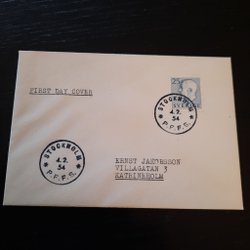 25
FIRST DAY COVER
STOCKHOLM
4.2.
54
P.F.F.S.
STOCKHOLM
4.2.
54
P.F.F.S.
ERNST JAKOBSSON
VILLAGATAN 3
KATRINEHOLM